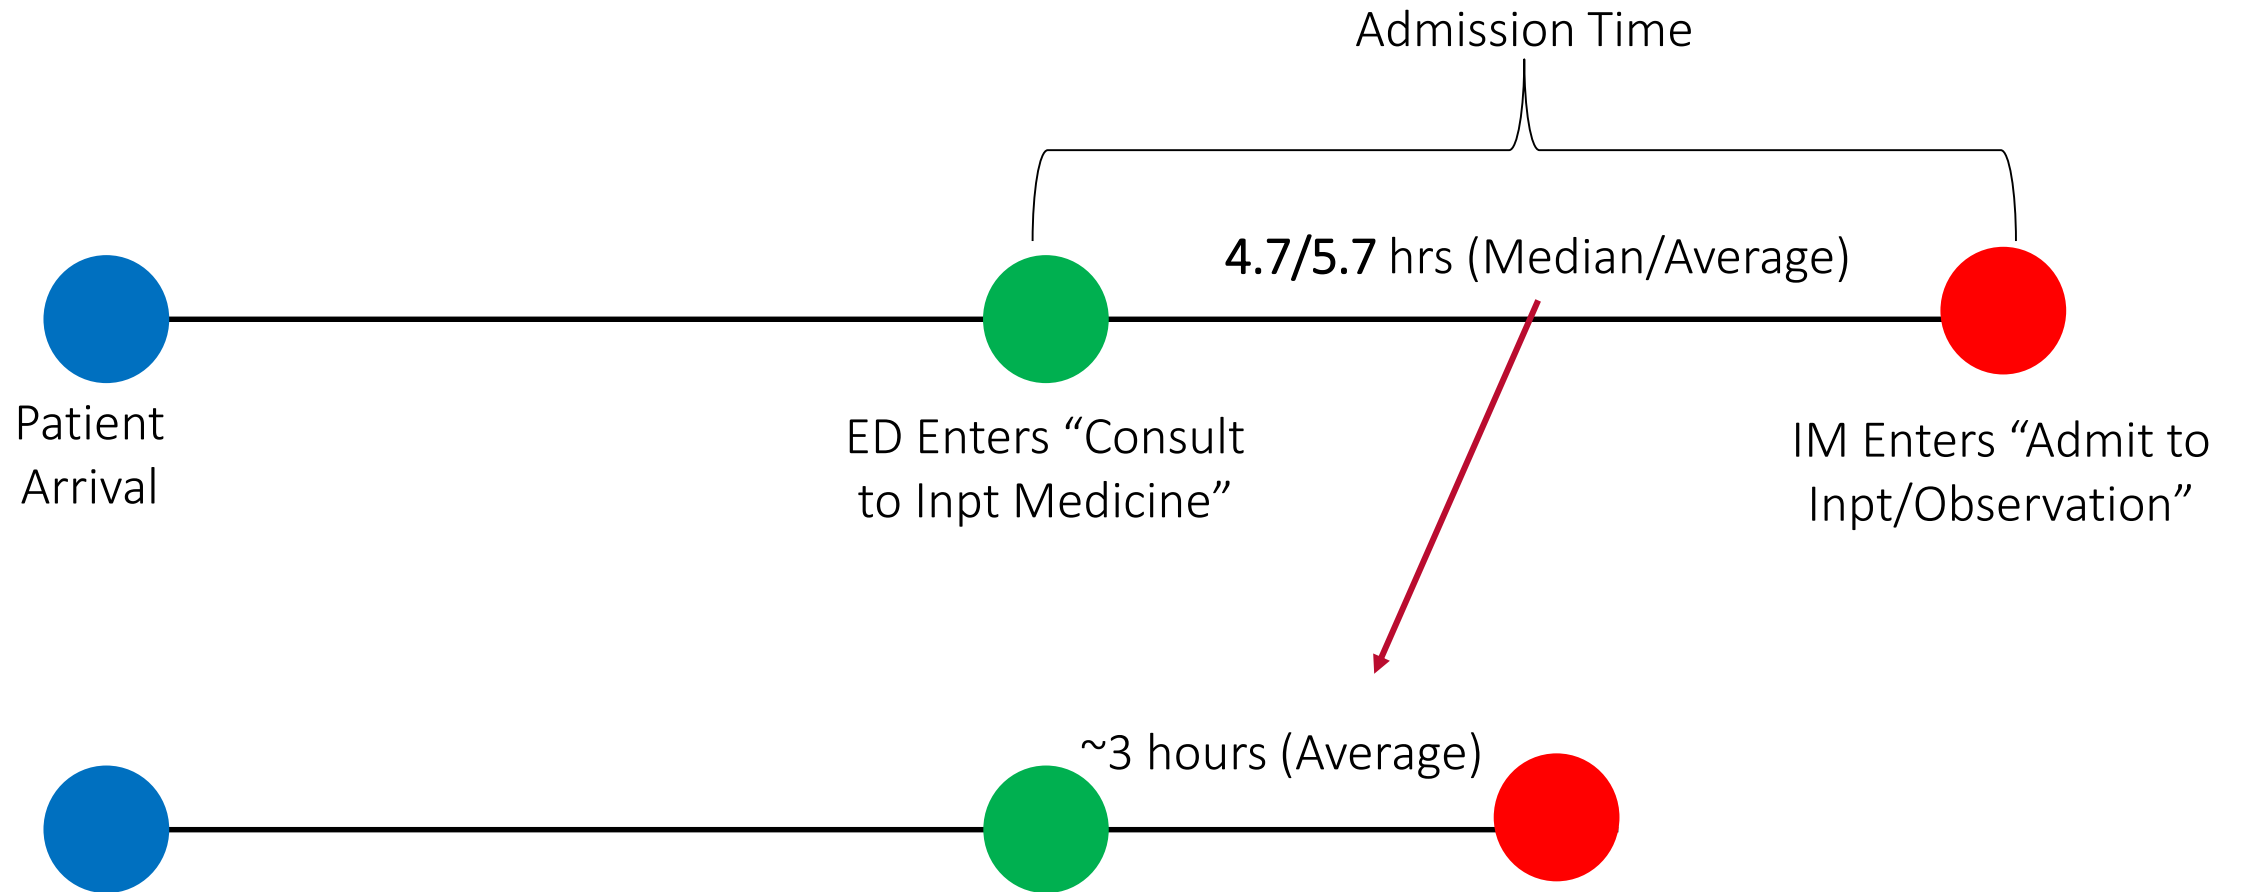 Admission Time
4.7/5.7 hrs (Median/Average)
Patient
Arrival
ED Enters “Consult
to Inpt Medicine”
IM Enters “Admit to
Inpt/Observation”
~3 hours (Average)